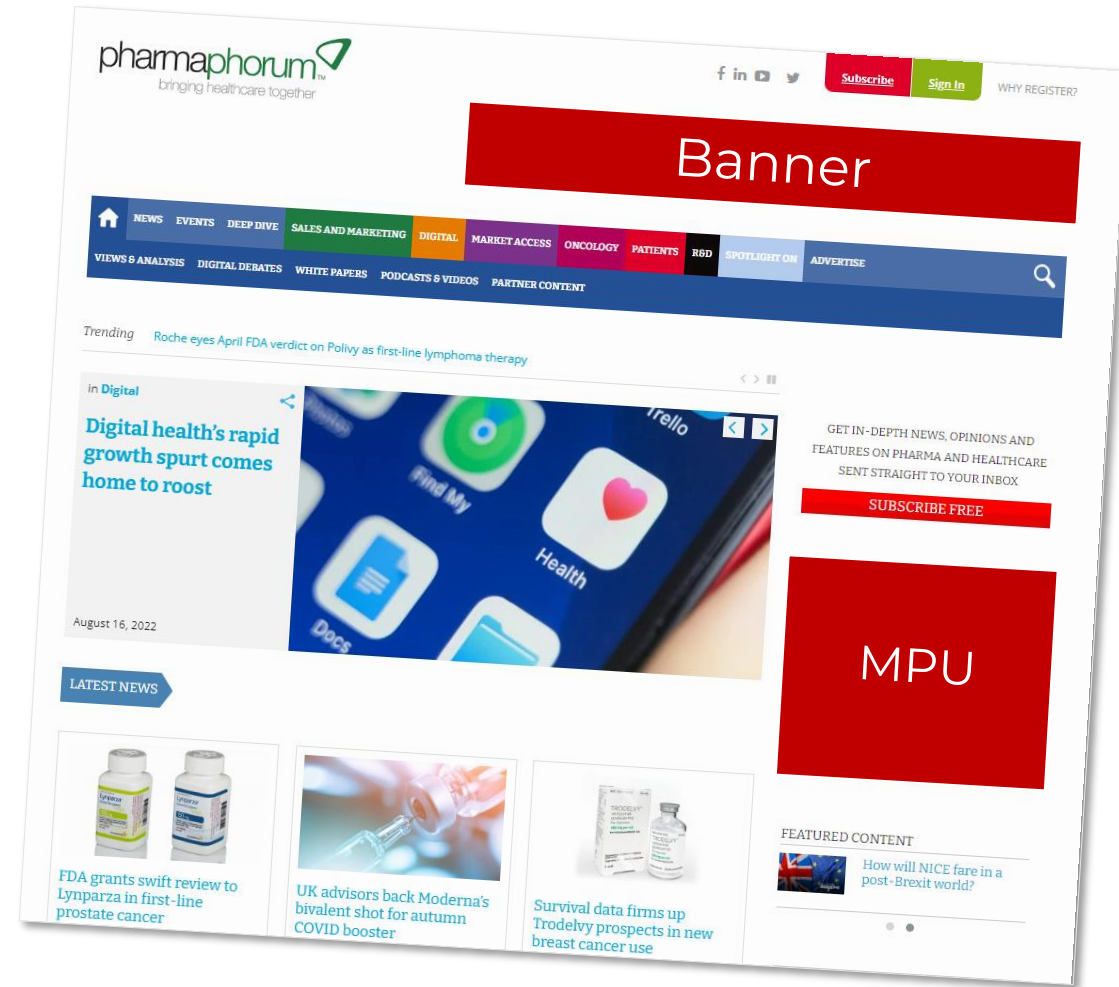 pharmaphorum™
bringing healthcare together
Subscribe
Sign In
WHY REGISTER?
Banner
NEWS EVENTS DEEP DIVE SALES AND MARKETING DIGITAL MARKET ACCESS ONCOLOGY PATIENTS R&D SPOTLIGHT ON ADVERTISE
VIEWS & ANALYSIS DIGITAL DEBATES WHITE PAPERS PODCASTS & VIDEOS PARTNER CONTENT
Trending Roche eyes April FDA verdict on Polivy as first-line lymphoma therapy
in Digital
Digital health's rapid
growth spurt comes
home to roost
August 16, 2022
Trello
Find My
Health
Docs
GET IN-DEPTH NEWS, OPINIONS AND
FEATURES ON PHARMA AND HEALTHCARE
SENT STRAIGHT TO YOUR INBOX
SUBSCRIBE FREE
MPU
LATEST NEWS
Lynparza
Lynparza
FDA grants swift review to
Lynparza in first-line
prostate cancer
UK advisors back Moderna's
bivalent shot for autumn
COVID booster
TRODELVY
Survival data firms up
Trodelvy prospects in new
breast cancer use
FEATURED CONTENT
How will NICE fare in a
post-Brexit world?